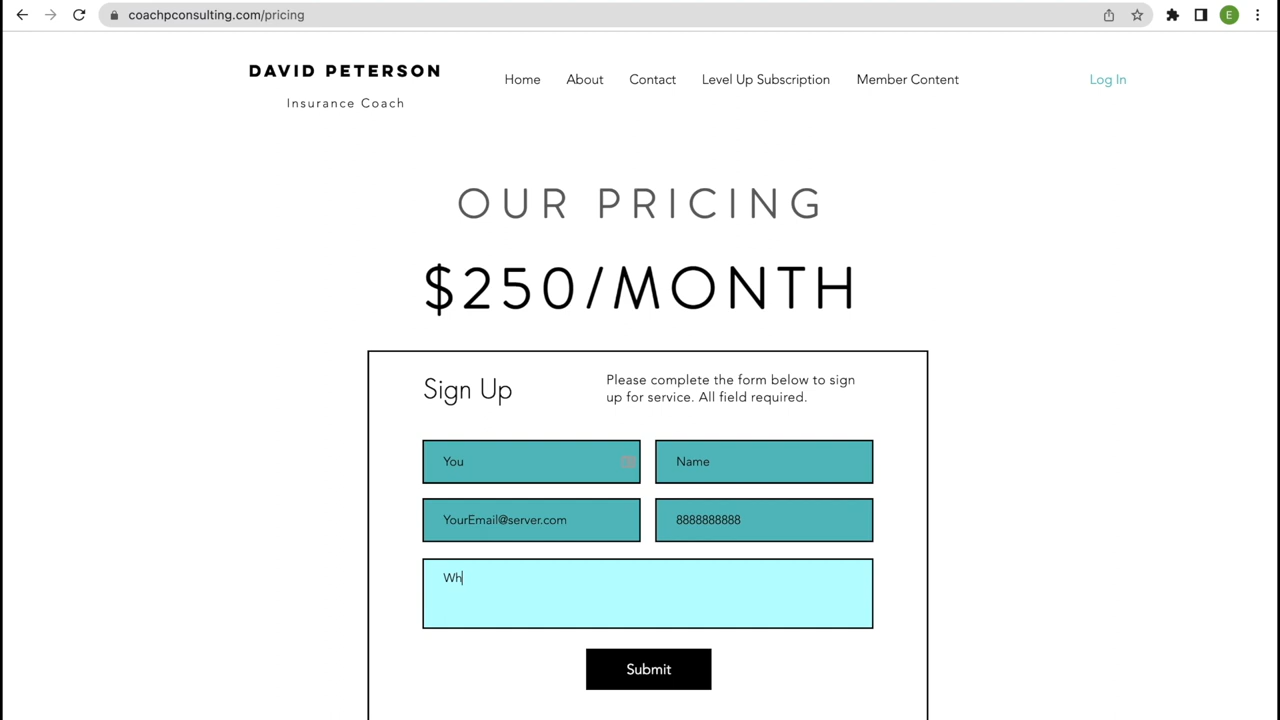 coachpconsulting.com/pricing
E
DAVID PETERSON
Insurance Coach
Home About Contact Level Up Subscription Member Content Log In
OUR PRICING
$250/MONTH
Sign Up
Please complete the form below to sign
up for service. All field required.
You
Name
YourEmail@server.com
8888888888
Wh
Submit